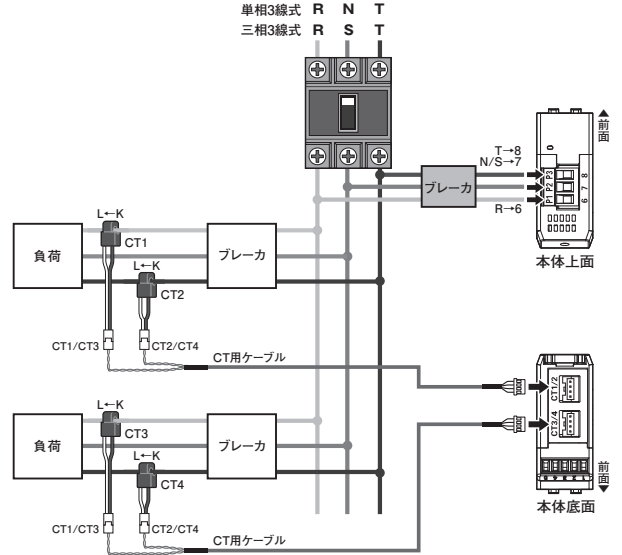 単相3線式 R N T
三相3線式 R S T
前面
T→8
N/S→7
R→6
ブレーカ
P3 8
P2 7
P1 6
本体上面
L←K
CT1
負荷
ブレーカ
L←K
CT2
CT1/CT3
CT2/CT4
CT用ケーブル
CT1/2
CT3/4
L←K
CT3
負荷
ブレーカ
L←K
CT4
前面
本体底面
CT1/CT3
CT2/CT4
CT用ケーブル